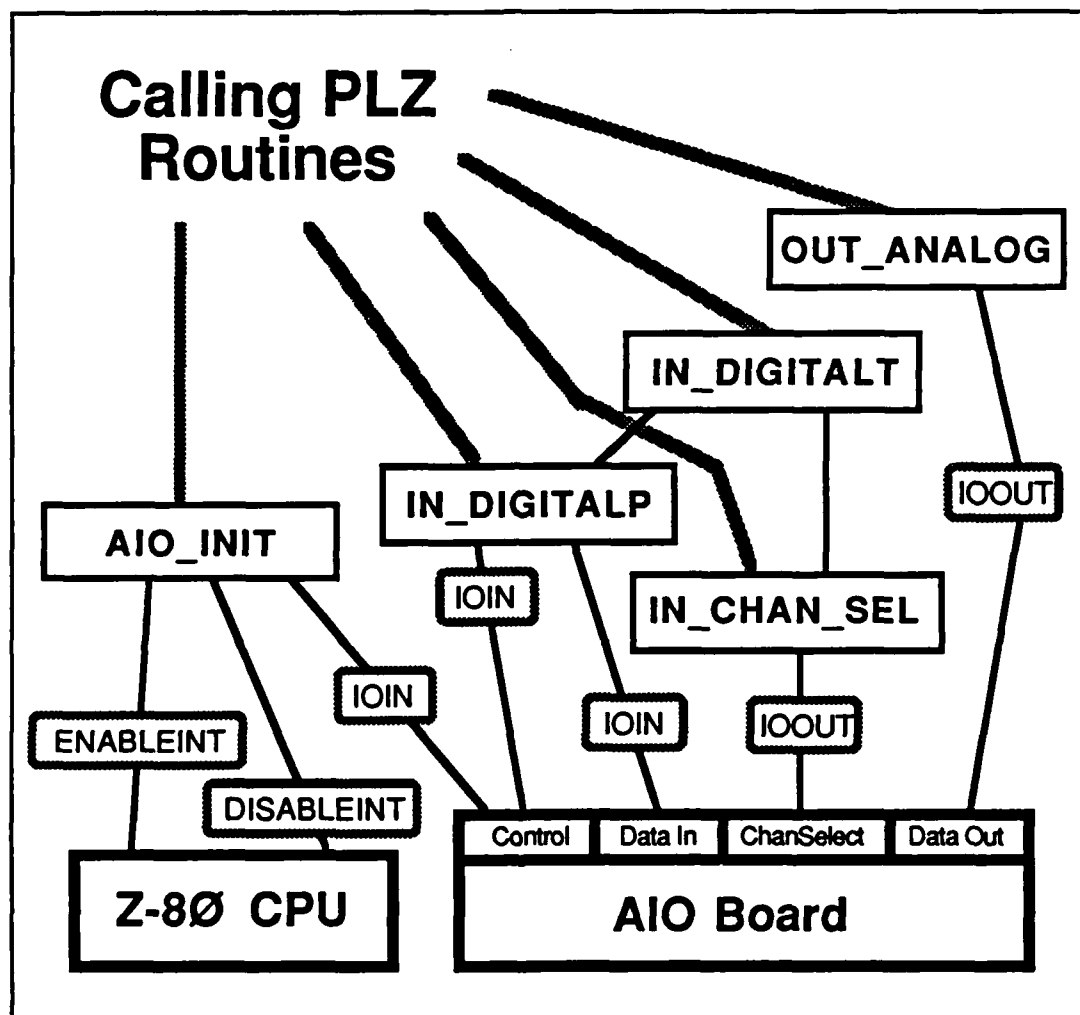 Calling PLZ
Routines
OUT_ANALOG
IN_DIGITALT
IN_DIGITALP
IOOUT
AIO_INIT
IOIN
IN_CHAN_SEL
IOIN
IOIN
IOOUT
ENABLEINT
DISABLEINT
Control
Data In
ChanSelect
Data Out
Z-8Ø CPU
AIO Board